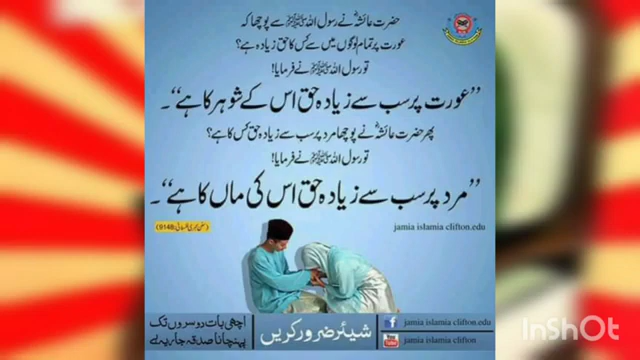 حضرت عائشہؓ نے رسول اللہ ﷺ سے پوچھا کہ
عورت پر تمام لوگوں میں سے کس کا حق زیادہ ہے؟
تو رسول اللہ ﷺ نے فرمایا!
”عورت پر سب سے زیادہ حق اس کے شوہر کا ہے“۔
پھر حضرت عائشہؓ نے پوچھا مرد پر سب سے زیادہ حق کس کا ہے؟
تو رسول اللہ ﷺ نے فرمایا!
”مرد پر سب سے زیادہ حق اس کی ماں کا ہے“۔
jamia islamia clifton.edu
9148
اچھی بات دوسروں تک
پہنچانا صدقہ جاریہ ہے
شیئر ضرور کریں
jamia islamia clifton.edu
jamia islamia clifton
InShOt